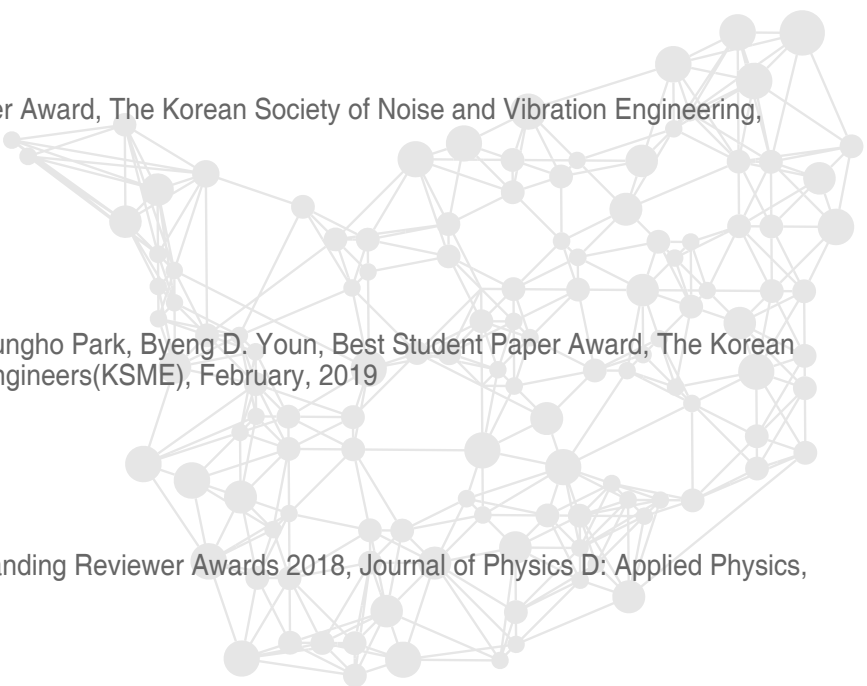 er Award, The Korean Society of Noise and Vibration Engineering,
ungho Park, Byeng D. Youn, Best Student Paper Award, The Korean
ngineers(KSME), February, 2019
anding Reviewer Awards 2018, Journal of Physics D: Applied Physics,